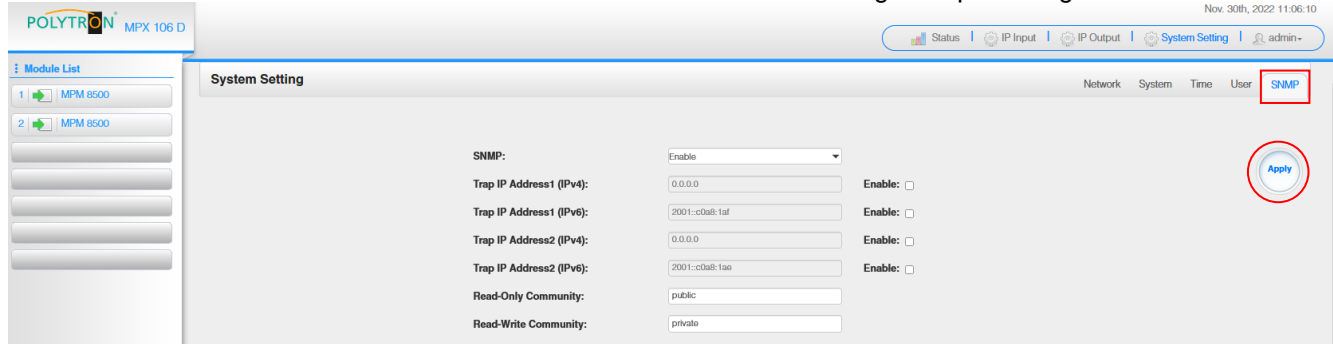 POLYTRON MPX 106 D
Nov. 30th, 2022 11:06:10
Status IP Input IP Output System Setting admin
Module List
1 MPM 8500
2 MPM 8500
System Setting
Network System Time User SNMP
SNMP: Enable
Apply
Trap IP Address1 (IPv4): 0.0.0.0 Enable:
Trap IP Address1 (IPv6): 2001::c0a8:1af Enable:
Trap IP Address2 (IPv4): 0.0.0.0 Enable:
Trap IP Address2 (IPv6): 2001::c0a8:1ae Enable:
Read-Only Community: public
Read-Write Community: private